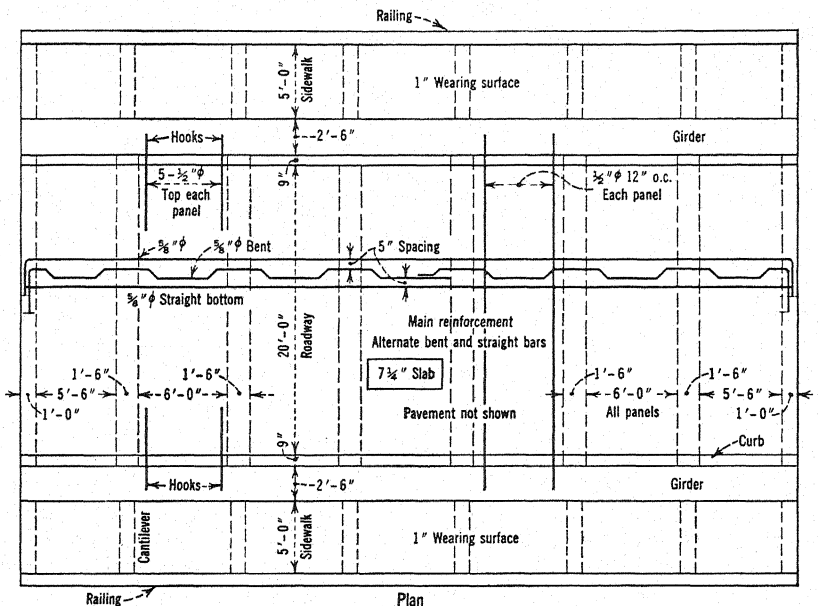 Railing
5'-0"
Sidewalk
1" Wearing surface
Hooks
2'-6"
Girder
9"
5-½"φ
Top each
panel
½"φ 12" o.c.
Each panel
⅝"φ
⅝"φ Bent
5" Spacing
⅝"φ Straight bottom
20'-0"
Roadway
Main reinforcement
Alternate bent and straight bars
7¼" Slab
Pavement not shown
1'-6"
1'-6"
1'-6"
1'-6"
5'-6"
6'-0"
6'-0"
5'-6"
1'-0"
All panels
1'-0"
9"
Curb
Hooks
2'-6"
Girder
Cantilever
5'-0"
Sidewalk
1" Wearing surface
Railing
Plan